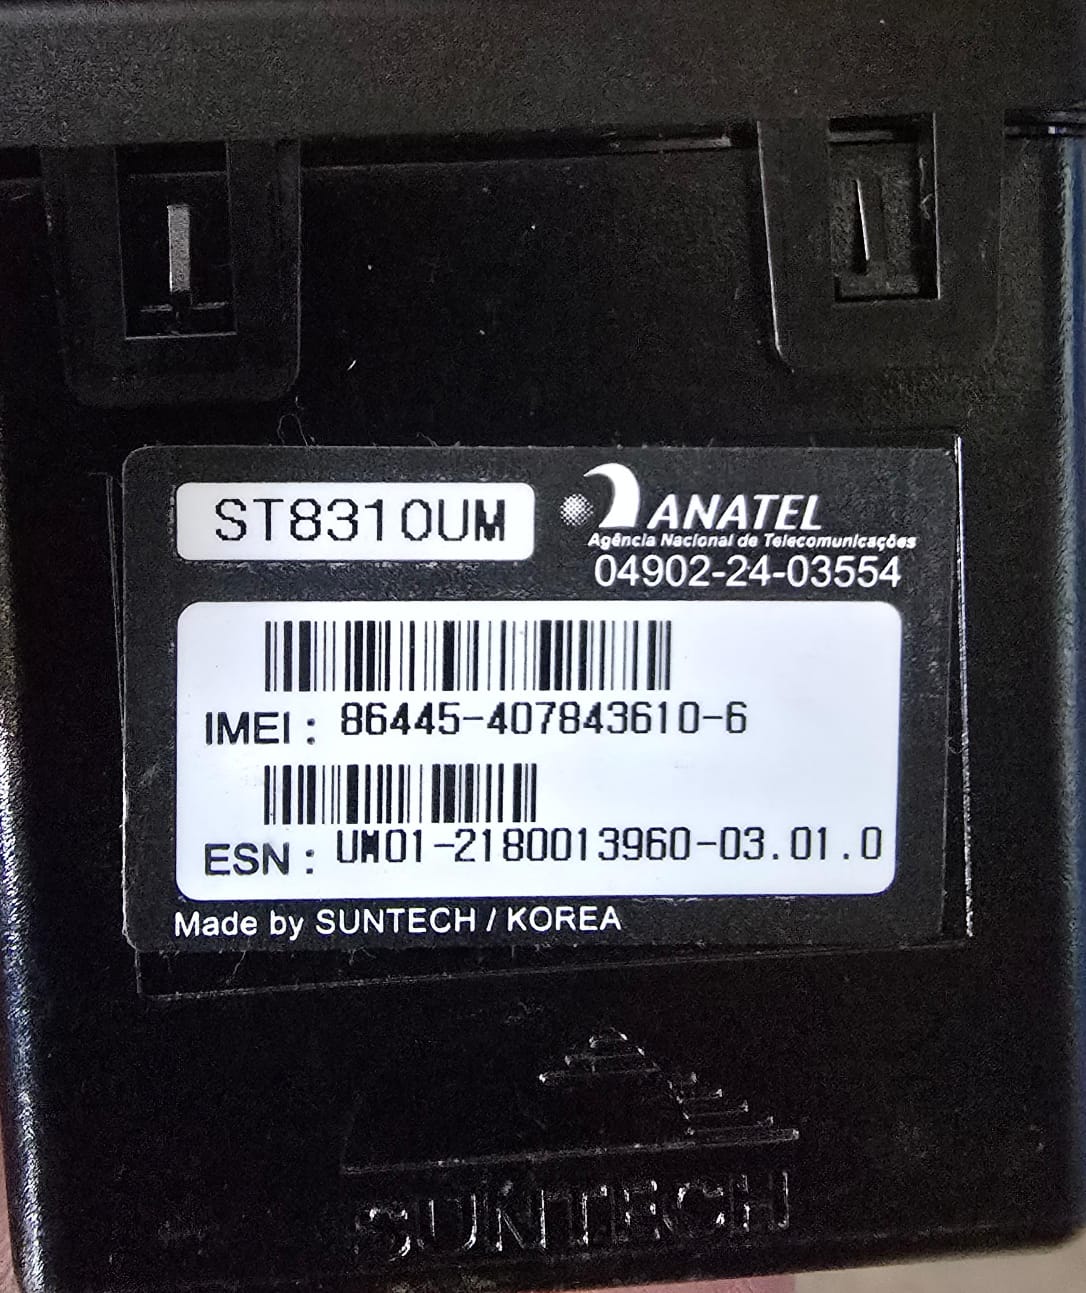 ST8310UM
ANATEL
Agência Nacional de Telecomunicações
04902-24-03554
IMEI : 86445-407843610-6
ESN : UM01-2180013960-03.01.0
Made by SUNTECH / KOREA
SUNTECH